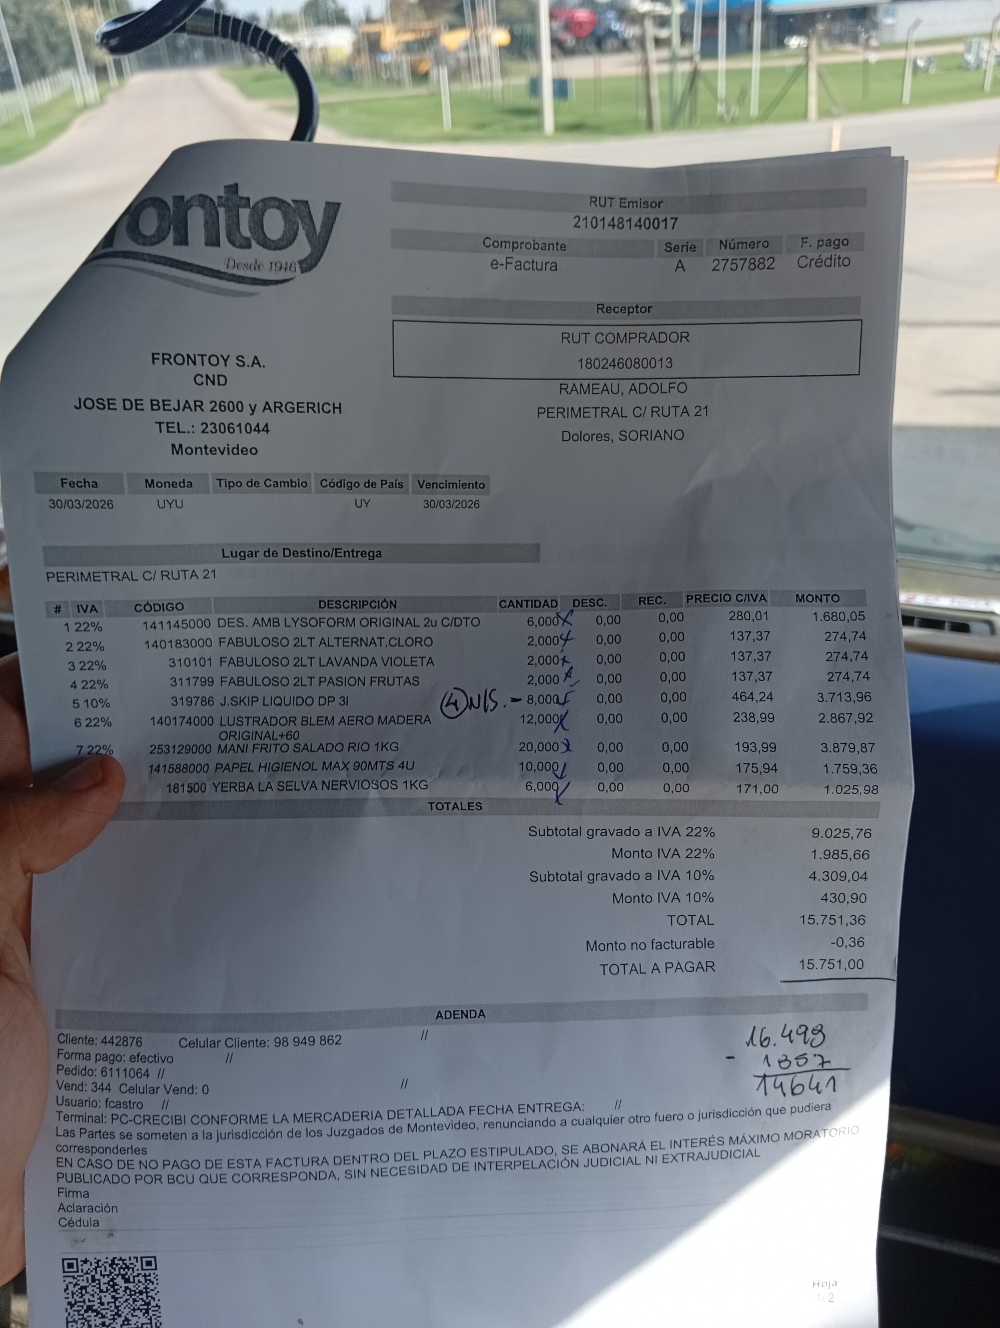 rontoy
Desde 1916
RUT Emisor
210148140017
Comprobante Serie Número F. pago
e-Factura A 2757882 Crédito
Receptor
RUT COMPRADOR
180246080013
RAMEAU, ADOLFO
PERIMETRAL C/ RUTA 21
Dolores, SORIANO
FRONTOY S.A.
CND
JOSE DE BEJAR 2600 y ARGERICH
TEL.: 23061044
Montevideo
Fecha Moneda Tipo de Cambio Código de País Vencimiento
30/03/2026 UYU UY 30/03/2026
Lugar de Destino/Entrega
PERIMETRAL C/ RUTA 21
# IVA CÓDIGO DESCRIPCIÓN CANTIDAD DESC. REC. PRECIO C/IVA MONTO
1 22% 141145000 DES. AMB LYSOFORM ORIGINAL 2u C/DTO 6,000 0,00 0,00 280,01 1.680,05
2 22% 140183000 FABULOSO 2LT ALTERNAT.CLORO 2,000 0,00 0,00 137,37 274,74
3 22% 310101 FABULOSO 2LT LAVANDA VIOLETA 2,000 0,00 0,00 137,37 274,74
4 22% 311799 FABULOSO 2LT PASION FRUTAS 2,000 0,00 0,00 137,37 274,74
5 10% 319786 J.SKIP LIQUIDO DP 3l 4 N/S. - 8,000 0,00 0,00 464,24 3.713,96
6 22% 140174000 LUSTRADOR BLEM AERO MADERA 12,000 0,00 0,00 238,99 2.867,92
ORIGINAL+60
7 22% 253129000 MANI FRITO SALADO RIO 1KG 20,000 0,00 0,00 193,99 3.879,87
141588000 PAPEL HIGIENOL MAX 90MTS 4U 10,000 0,00 0,00 175,94 1.759,36
181500 YERBA LA SELVA NERVIOSOS 1KG 6,000 0,00 0,00 171,00 1.025,98
TOTALES
Subtotal gravado a IVA 22% 9.025,76
Monto IVA 22% 1.985,66
Subtotal gravado a IVA 10% 4.309,04
Monto IVA 10% 430,90
TOTAL 15.751,36
Monto no facturable -0,36
TOTAL A PAGAR 15.751,00
ADENDA
Cliente: 442876 Celular Cliente: 98 949 862 //
Forma pago: efectivo //
Pedido: 6111064 //
Vend: 344 Celular Vend: 0 //
Usuario: fcastro //
16.498
- 1857
14641
Terminal: PC-CRECIBI CONFORME LA MERCADERIA DETALLADA FECHA ENTREGA: //
Las Partes se someten a la jurisdicción de los Juzgados de Montevideo, renunciando a cualquier otro fuero o jurisdicción que pudiera
corresponderles
EN CASO DE NO PAGO DE ESTA FACTURA DENTRO DEL PLAZO ESTIPULADO, SE ABONARÁ EL INTERÉS MÁXIMO MORATORIO
PUBLICADO POR BCU QUE CORRESPONDA, SIN NECESIDAD DE INTERPELACIÓN JUDICIAL NI EXTRAJUDICIAL
Firma
Aclaración
Cédula
Hoja
1/2